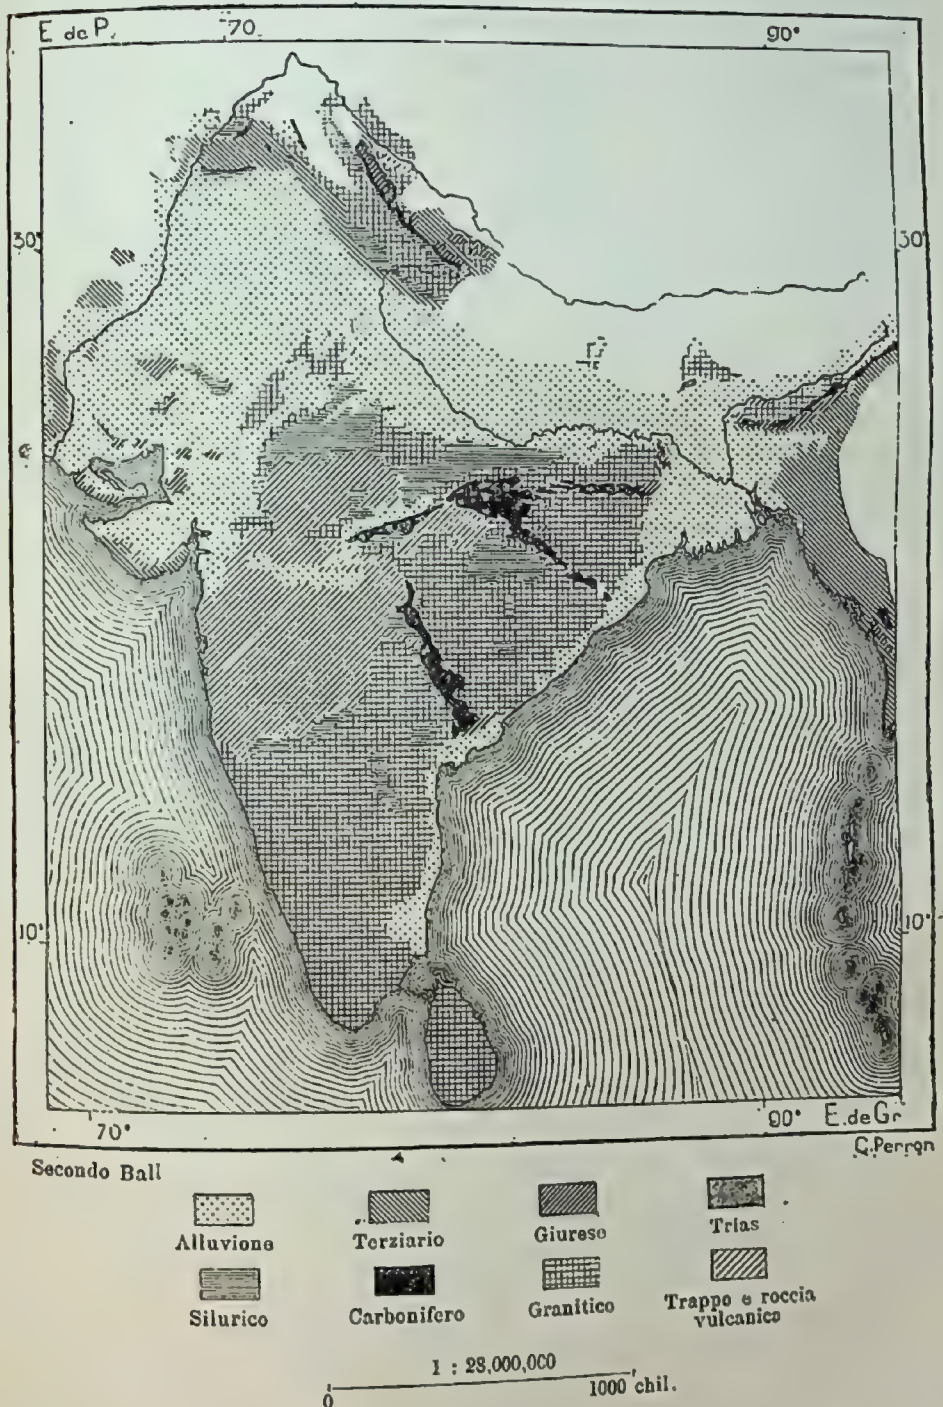 E. de P. 70. 90°
30° 30°
10° 10°
70° 90° E. de Gr
C. Perron
Secondo Ball
Alluvione Terziario Giureso Trias
Silurico Carbonifero Granitico Trappo e roccia
vulcanica
1 : 28,000,000
0 1000 chil.